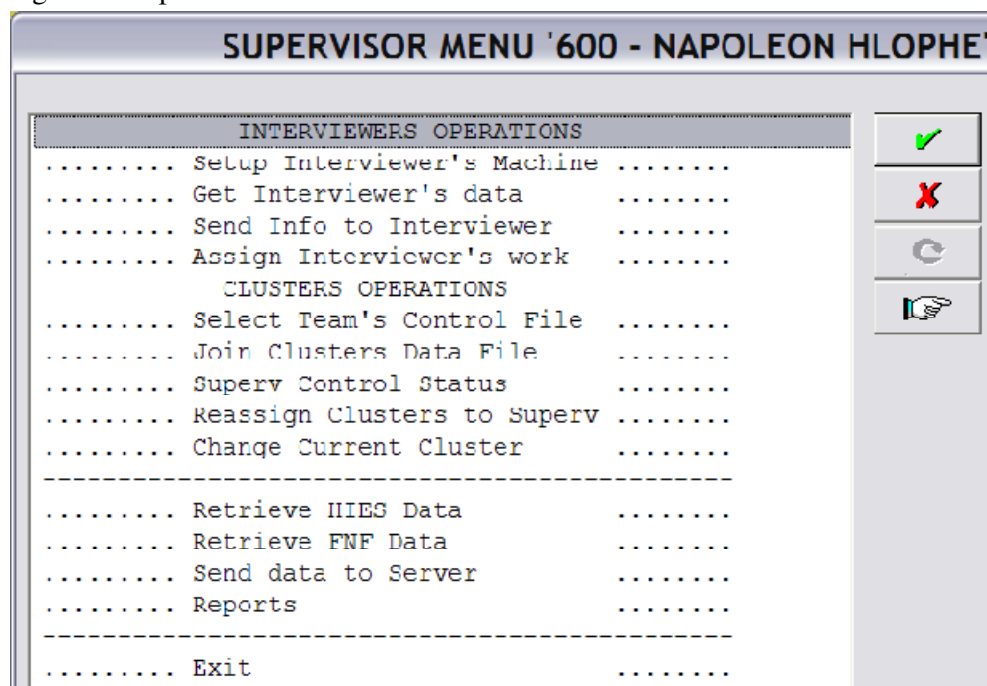 SUPERVISOR MENU '600 - NAPOLEON HLOPHE'
INTERVIEWERS OPERATIONS
......... Setup Interviewer's Machine ........
......... Get Interviewer's data ........
......... Send Info to Interviewer ........
......... Assign Interviewer's work ........
CLUSTERS OPERATIONS
......... Select Team's Control File ........
......... Join Clusters Data File ........
......... Superv Control Status ........
......... Reassign Clusters to Superv ........
......... Change Current Cluster ........
----------------------------------------------
......... Retrieve HIES Data ........
......... Retrieve FNF Data ........
......... Send data to Server ........
......... Reports ........
----------------------------------------------
......... Exit ........